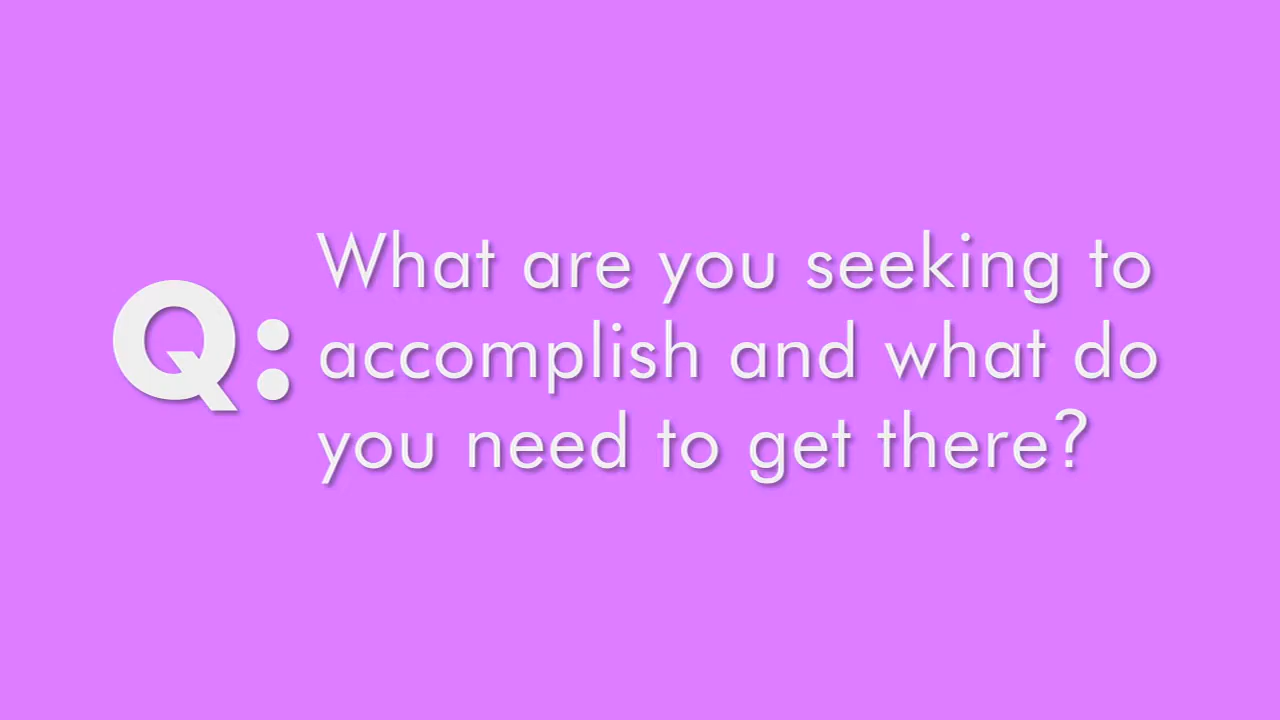 Q:
What are you seeking to
accomplish and what do
you need to get there?